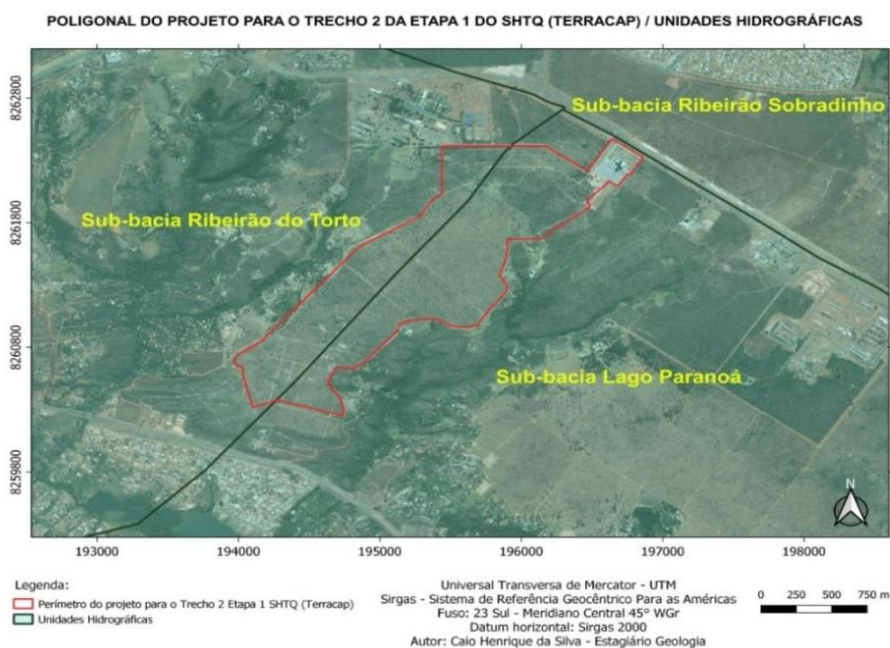 POLIGONAL DO PROJETO PARA O TRECHO 2 DA ETAPA 1 DO SHTQ (TERRACAP) / UNIDADES HIDROGRÁFICAS
8262800
Sub-bacia Ribeirão Sobradinho
8261800
Sub-bacia Ribeirão do Torto
8260800
Sub-bacia Lago Paranoá
8259800
N
193000 194000 195000 196000 197000 198000
Legenda:
Perímetro do projeto para o Trecho 2 Etapa 1 SHTQ (Terracap)
Unidades Hidrográficas
Universal Transversa de Mercator - UTM
Sirgas - Sistema de Referência Geocêntrico Para as Américas
Fuso: 23 Sul - Meridiano Central 45° WGr
Datum horizontal: Sirgas 2000
Autor: Caio Henrique da Silva - Estagiário Geologia
0 250 500 750 m